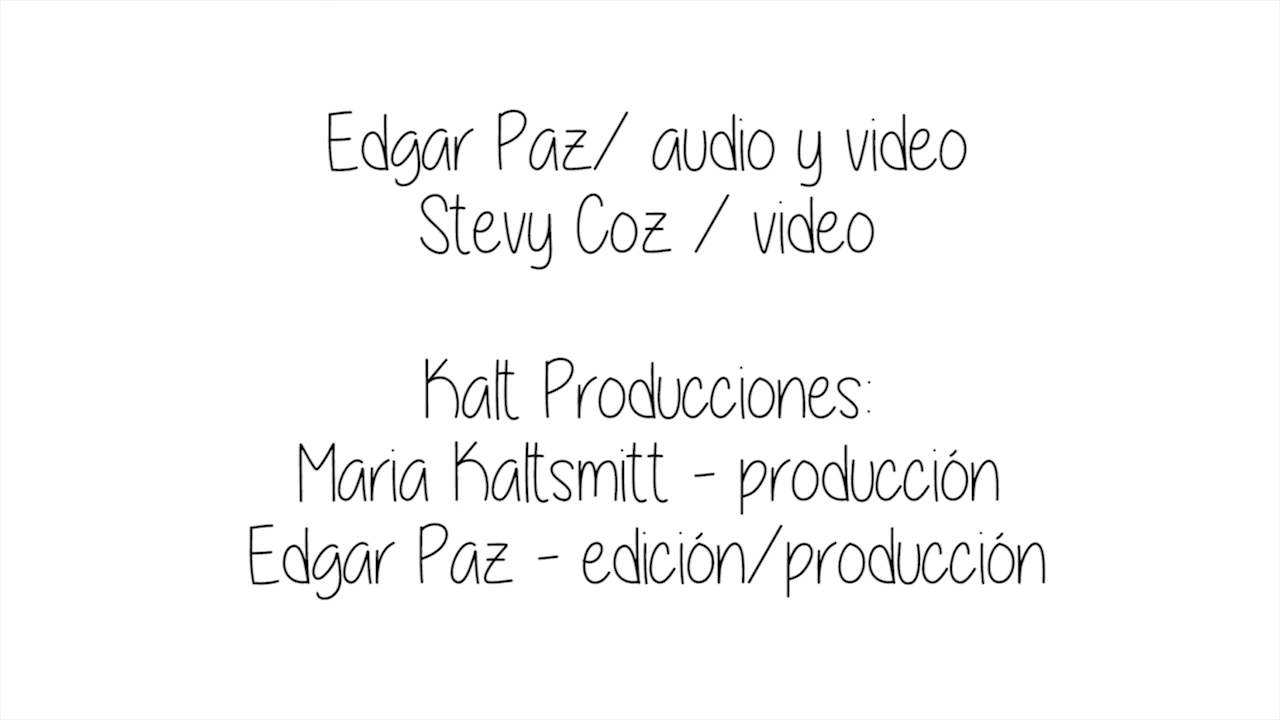 Edgar Paz/ audio y video
Stevy Coz / video
Kalt Producciones:
Maria Kaltsmitt - producción
Edgar Paz - edición/producción